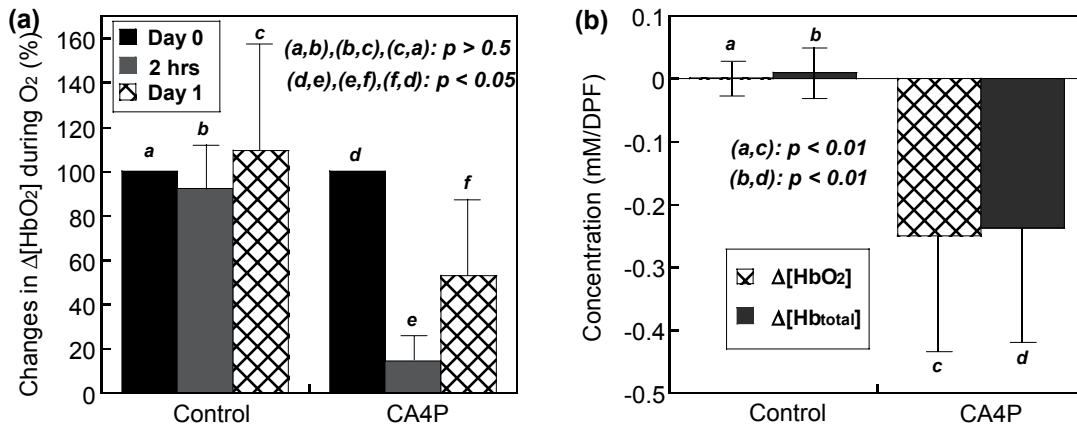 (a)
Changes in Δ[HbO₂] during O₂ (%)
160
140
120
100
80
60
40
20
0
Day 0
2 hrs
Day 1
(a,b),(b,c),(c,a): p > 0.5
(d,e),(e,f),(f,d): p < 0.05
a
b
c
d
e
f
Control
CA4P
(b)
Concentration (mM/DPF)
0.1
0
-0.1
-0.2
-0.3
-0.4
-0.5
a
b
(a,c): p < 0.01
(b,d): p < 0.01
Δ[HbO₂]
Δ[Hbtotal]
c
d
Control
CA4P